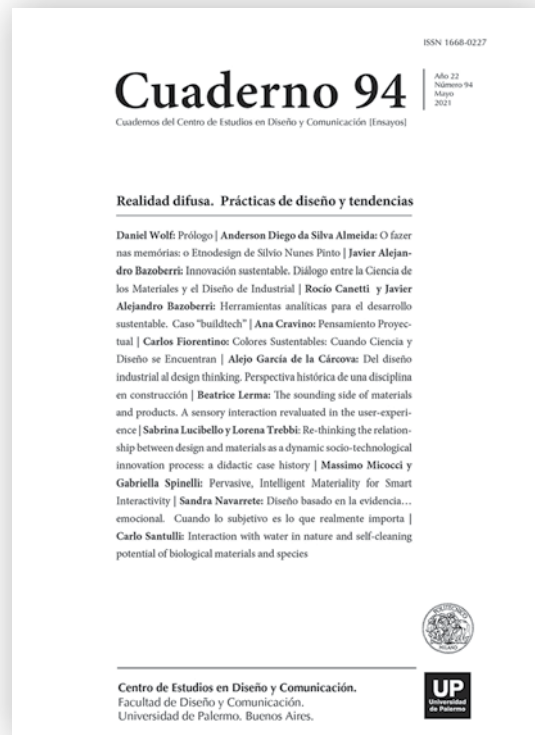 ISSN 1668-0227
Cuaderno 94
Año 22
Número 94
Mayo
2021
Cuadernos del Centro de Estudios en Diseño y Comunicación [Ensayos]
Realidad difusa. Prácticas de diseño y tendencias
Daniel Wolf: Prólogo | Anderson Diego da Silva Almeida: O fazer
nas memórias: o Etnodesign de Silvio Nunes Pinto | Javier Alejan-
dro Bazoberri: Innovación sustentable. Diálogo entre la Ciencia de
los Materiales y el Diseño de Industrial | Rocío Canetti y Javier
Alejandro Bazoberri: Herramientas analíticas para el desarrollo
sustentable. Caso "buildtech" | Ana Cravino: Pensamiento Proyec-
tual | Carlos Fiorentino: Colores Sustentables: Cuando Ciencia y
Diseño se Encuentran | Alejo García de la Cárcova: Del diseño
industrial al design thinking. Perspectiva histórica de una disciplina
en construcción | Beatrice Lerma: The sounding side of materials
and products. A sensory interaction revaluated in the user-experi-
ence | Sabrina Lucibello y Lorena Trebbi: Re-thinking the relation-
ship between design and materials as a dynamic socio-technological
innovation process: a didactic case history | Massimo Micocci y
Gabriella Spinelli: Pervasive, Intelligent Materiality for Smart
Interactivity | Sandra Navarrete: Diseño basado en la evidencia…
emocional. Cuando lo subjetivo es lo que realmente importa |
Carlo Santulli: Interaction with water in nature and self-cleaning
potential of biological materials and species
POLITECNICO
MILANO
Centro de Estudios en Diseño y Comunicación.
Facultad de Diseño y Comunicación.
Universidad de Palermo. Buenos Aires.
UP
Universidad
de Palermo